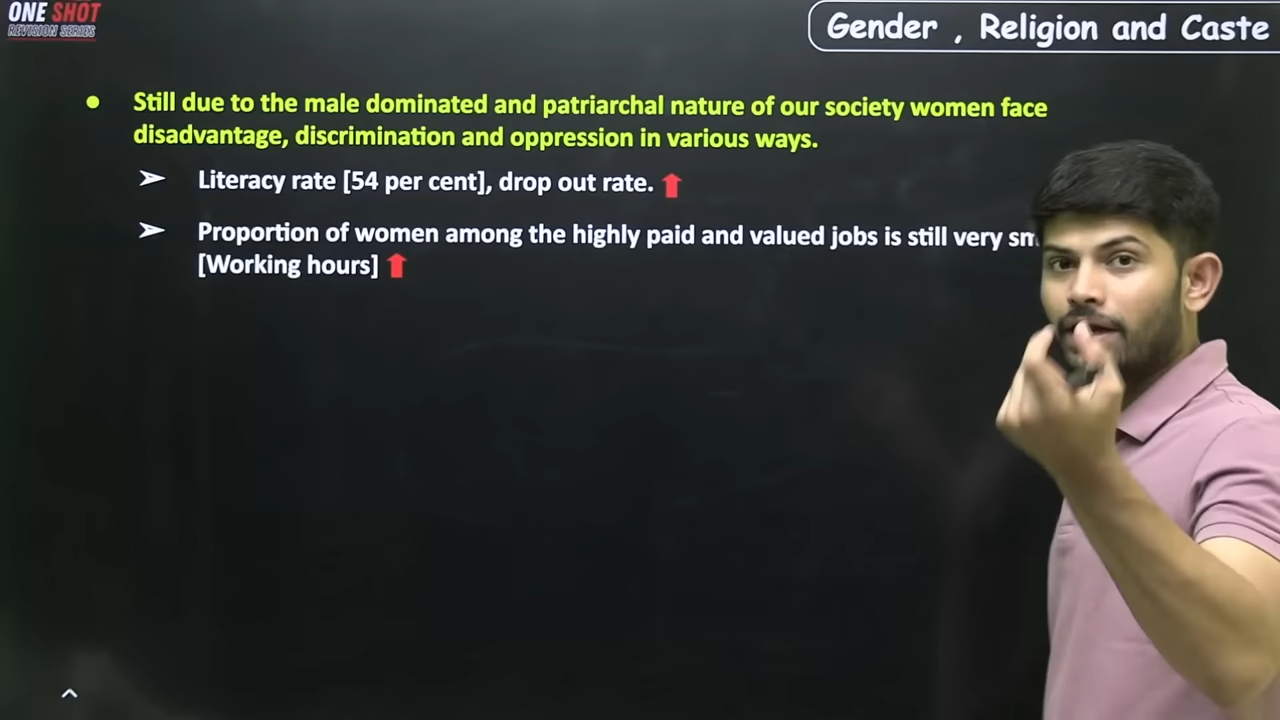 ONE SHOT
REVISION SERIES
Gender , Religion and Caste
Still due to the male dominated and patriarchal nature of our society women face
disadvantage, discrimination and oppression in various ways.
Literacy rate [54 per cent], drop out rate.
Proportion of women among the highly paid and valued jobs is still very
[Working hours]